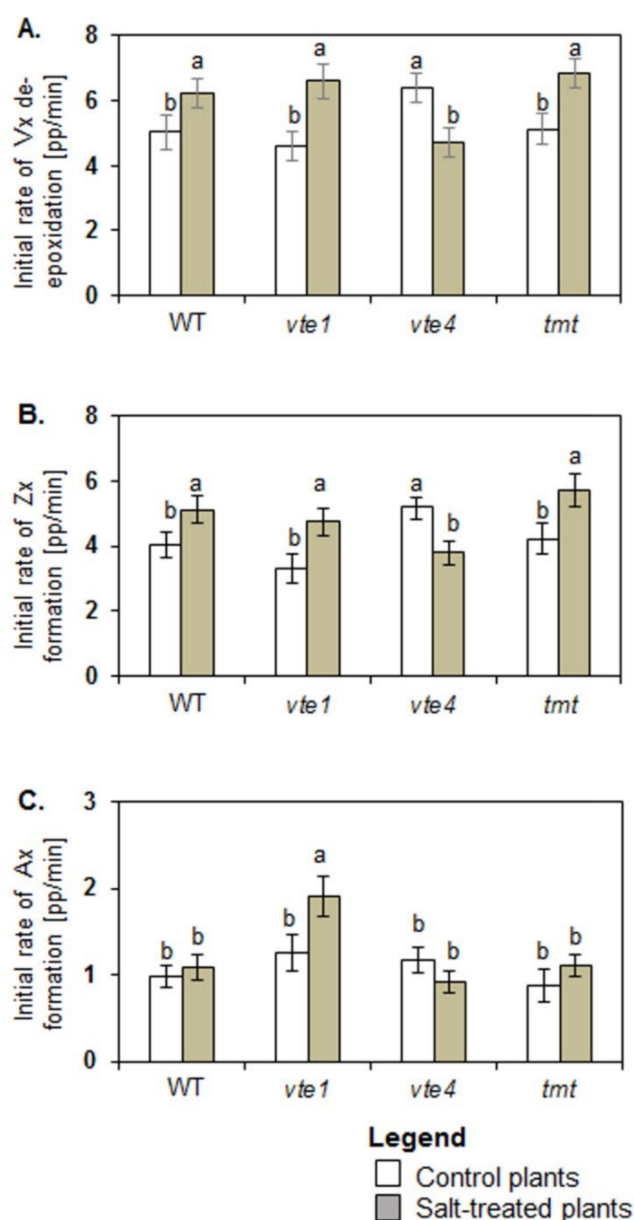 A.
Initial rate of Vx de-
epoxidation [pp/min]
8
6
4
2
0
b a b a a b b a
WT vte1 vte4 tmt
B.
Initial rate of Zx
formation [pp/min]
8
6
4
2
0
b a b a a b b a
WT vte1 vte4 tmt
C.
Initial rate of Ax
formation [pp/min]
3
2
1
0
b b b a b b b b
WT vte1 vte4 tmt
Legend
Control plants
Salt-treated plants